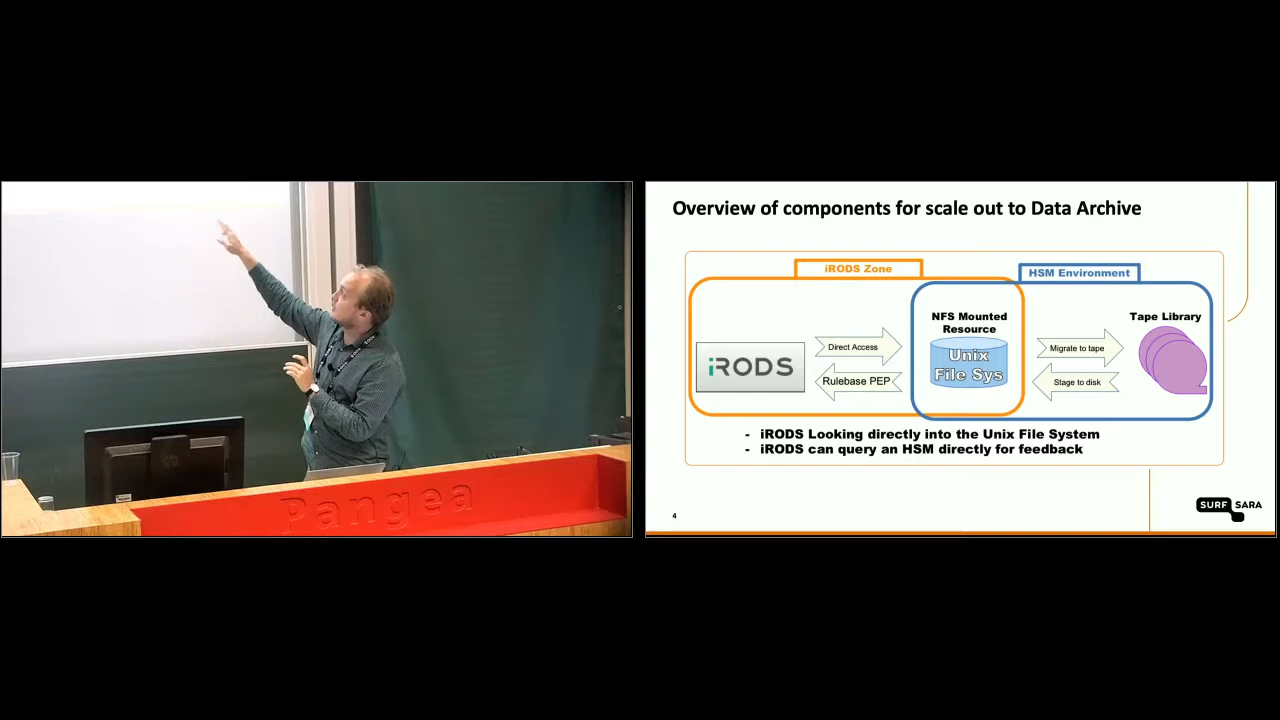 Pangea
Overview of components for scale out to Data Archive
iRODS Zone
HSM Environment
NFS Mounted
Resource
Tape Library
iRODS
Direct Access
Rulebase PEP
Unix
File Sys
Migrate to tape
Stage to disk
- iRODS Looking directly into the Unix File System
- iRODS can query an HSM directly for feedback
4
SURF SARA